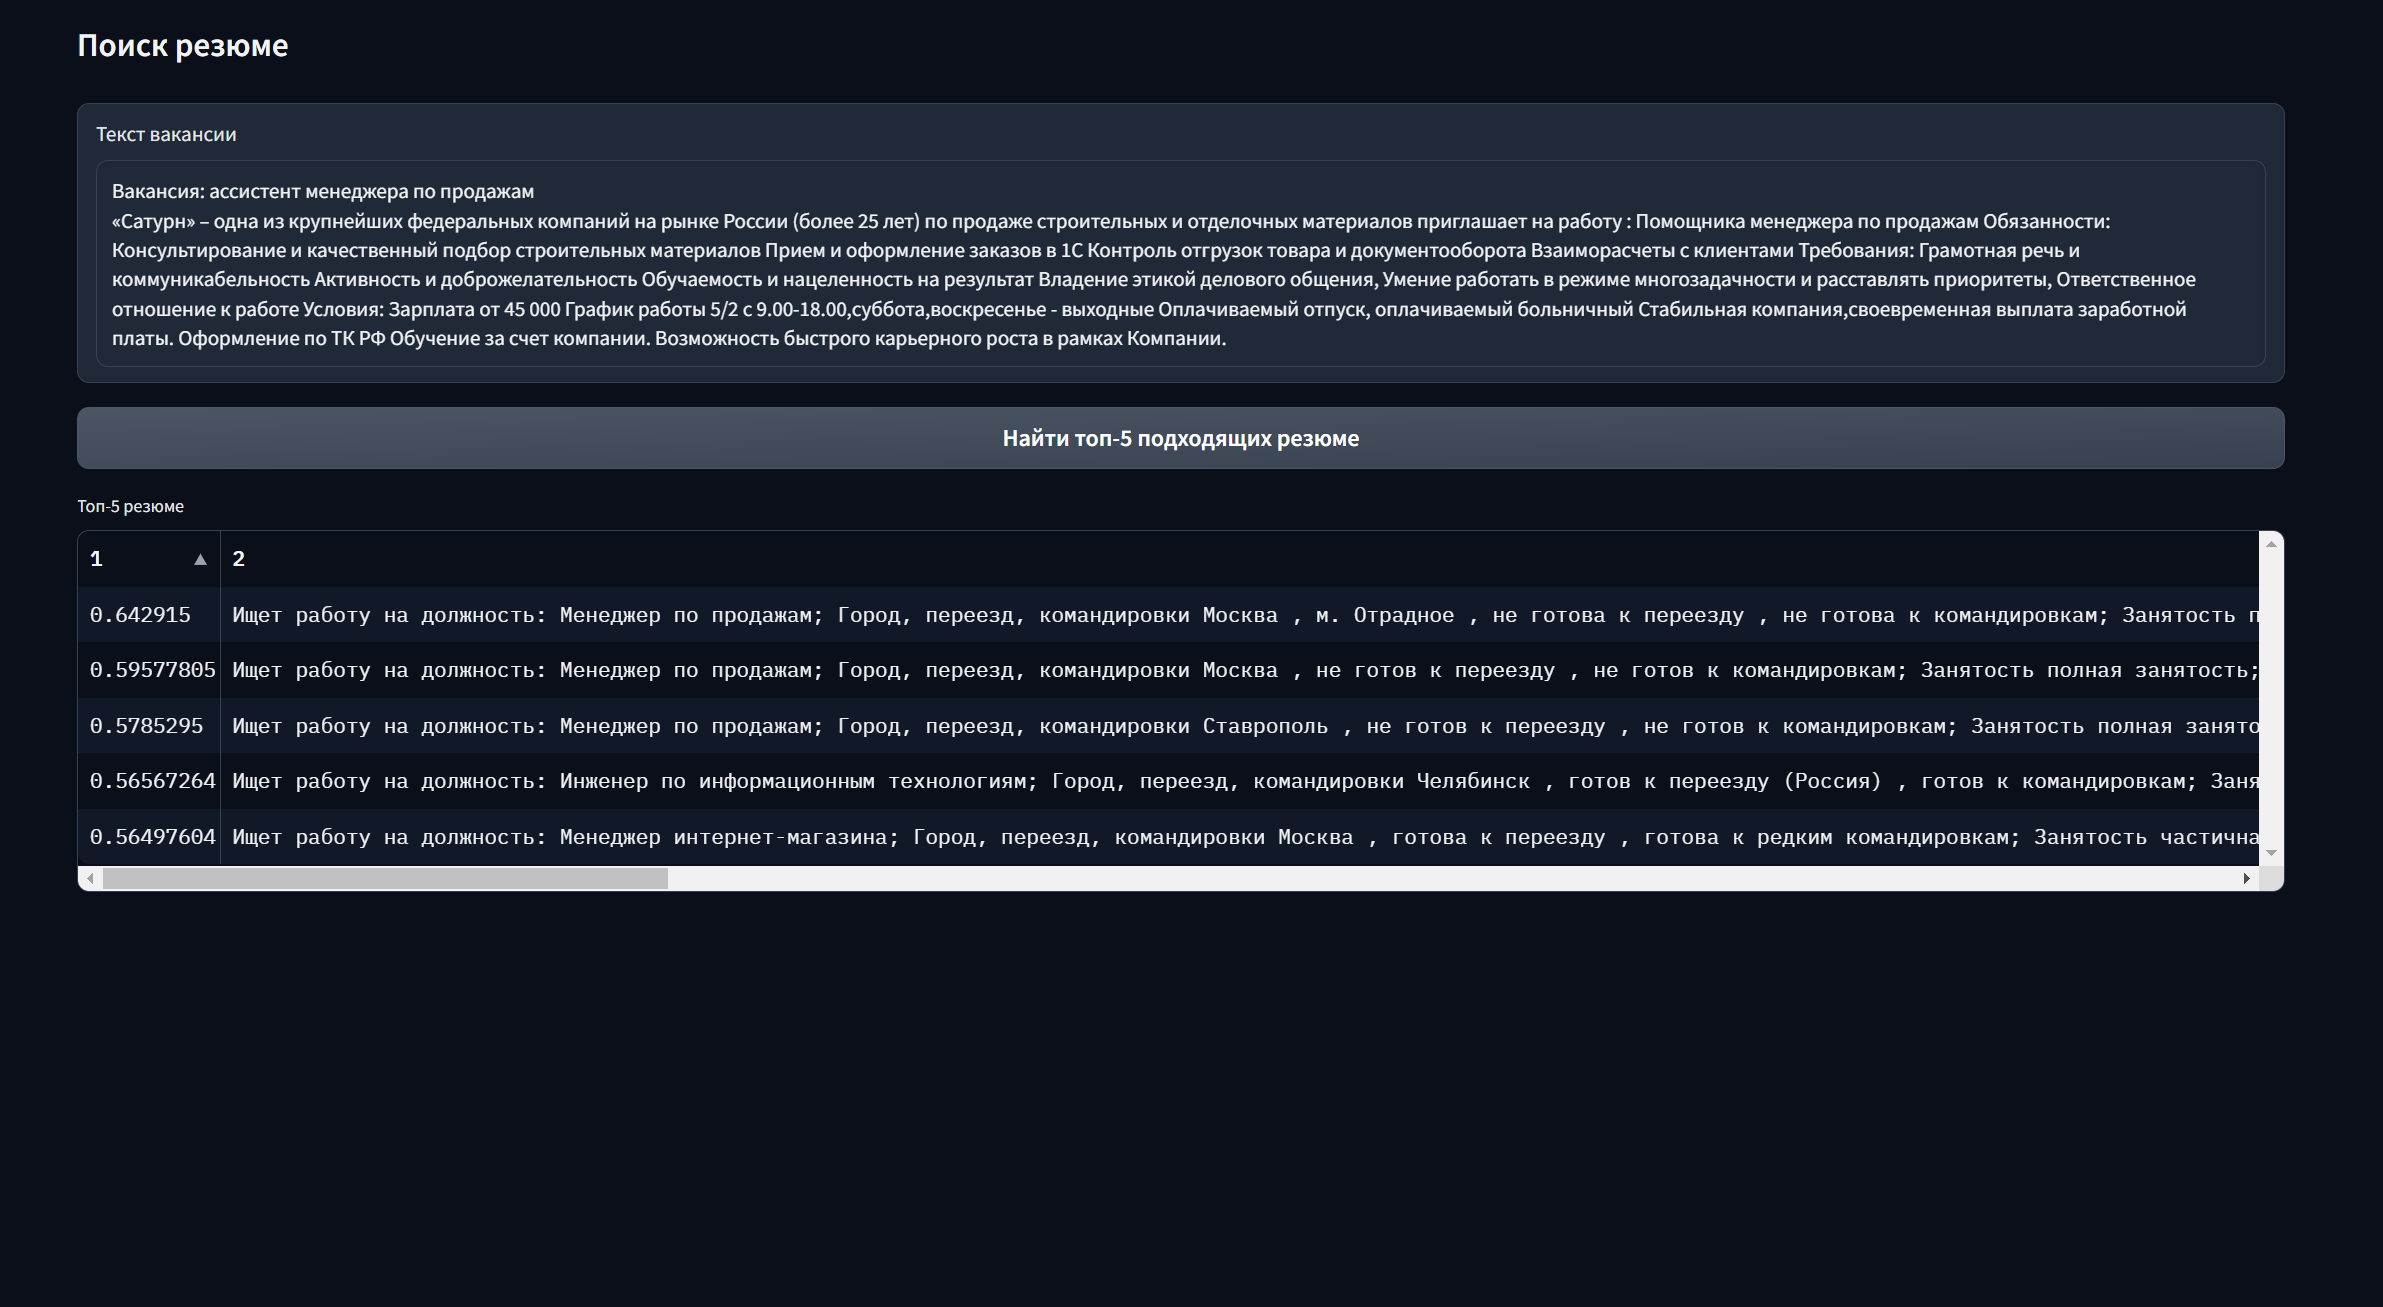 Поиск резюме
Текст вакансии
Вакансия: ассистент менеджера по продажам
«Сатурн» – одна из крупнейших федеральных компаний на рынке России (более 25 лет) по продаже строительных и отделочных материалов приглашает на работу : Помощника менеджера по продажам Обязанности:
Консультирование и качественный подбор строительных материалов Прием и оформление заказов в 1С Контроль отгрузок товара и документооборота Взаиморасчеты с клиентами Требования: Грамотная речь и
коммуникабельность Активность и доброжелательность Обучаемость и нацеленность на результат Владение этикой делового общения, Умение работать в режиме многозадачности и расставлять приоритеты, Ответственное
отношение к работе Условия: Зарплата от 45 000 График работы 5/2 с 9.00-18.00,суббота,воскресенье - выходные Оплачиваемый отпуск, оплачиваемый больничный Стабильная компания,своевременная выплата заработной
платы. Оформление по ТК РФ Обучение за счет компании. Возможность быстрого карьерного роста в рамках Компании.
Найти топ-5 подходящих резюме
Топ-5 резюме
1 ▲ 2
0.642915 Ищет работу на должность: Менеджер по продажам; Город, переезд, командировки Москва , м. Отрадное , не готова к переезду , не готова к командировкам; Занятость п
0.59577805 Ищет работу на должность: Менеджер по продажам; Город, переезд, командировки Москва , не готов к переезду , не готов к командировкам; Занятость полная занятость;
0.5785295 Ищет работу на должность: Менеджер по продажам; Город, переезд, командировки Ставрополь , не готов к переезду , не готов к командировкам; Занятость полная занято
0.56567264 Ищет работу на должность: Инженер по информационным технологиям; Город, переезд, командировки Челябинск , готов к переезду (Россия) , готов к командировкам; Заня
0.56497604 Ищет работу на должность: Менеджер интернет-магазина; Город, переезд, командировки Москва , готова к переезду , готова к редким командировкам; Занятость частична